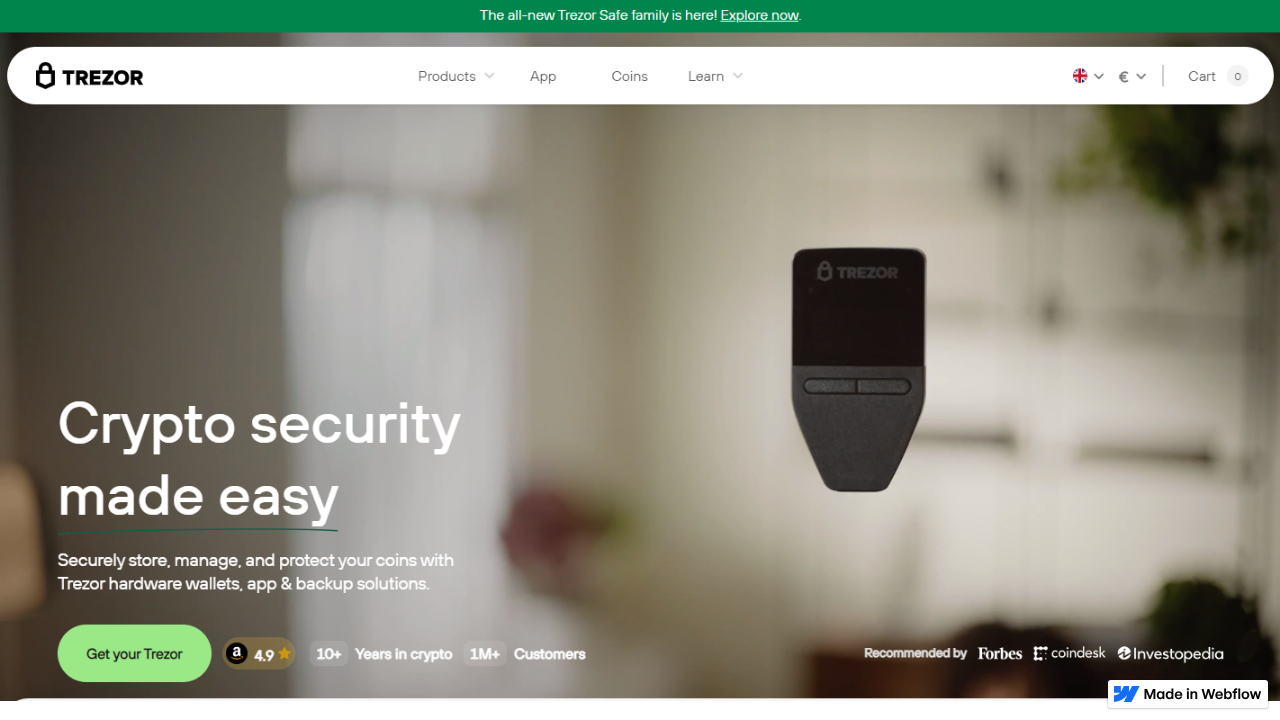 The all-new Trezor Safe family is here! Explore now.
TREZOR
Products
App
Coins
Learn
€
Cart
0
TREZOR
Crypto security
made easy
Securely store, manage, and protect your coins with
Trezor hardware wallets, app & backup solutions.
Get your Trezor
a 4.9
10+ Years in crypto
1M+ Customers
Recommended by
Forbes
coindesk
Investopedia
Made in Webflow